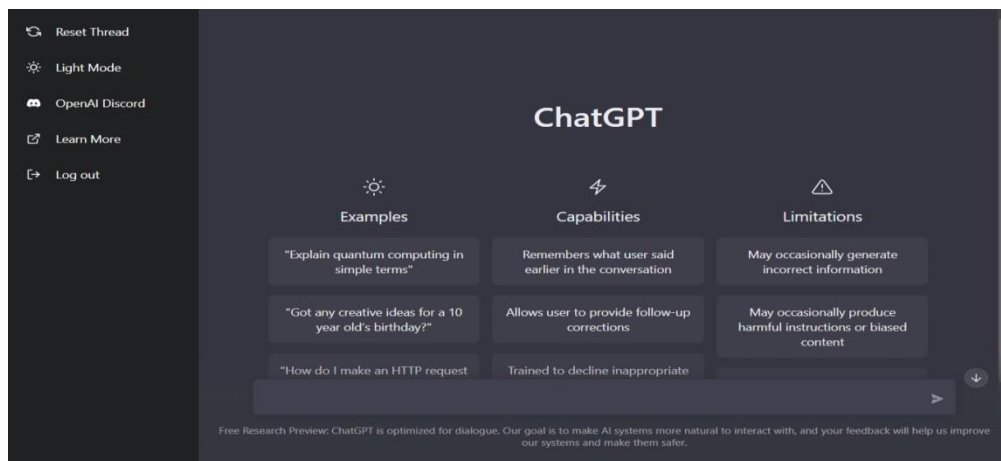 Reset Thread
Light Mode
OpenAI Discord
Learn More
Log out
ChatGPT
Examples
"Explain quantum computing in
simple terms"
"Got any creative ideas for a 10
year old's birthday?"
"How do I make an HTTP request
Capabilities
Remembers what user said
earlier in the conversation
Allows user to provide follow-up
corrections
Trained to decline inappropriate
Limitations
May occasionally generate
incorrect information
May occasionally produce
harmful instructions or biased
content
Free Research Preview: ChatGPT is optimized for dialogue. Our goal is to make AI systems more natural to interact with, and your feedback will help us improve
our systems and make them safer.